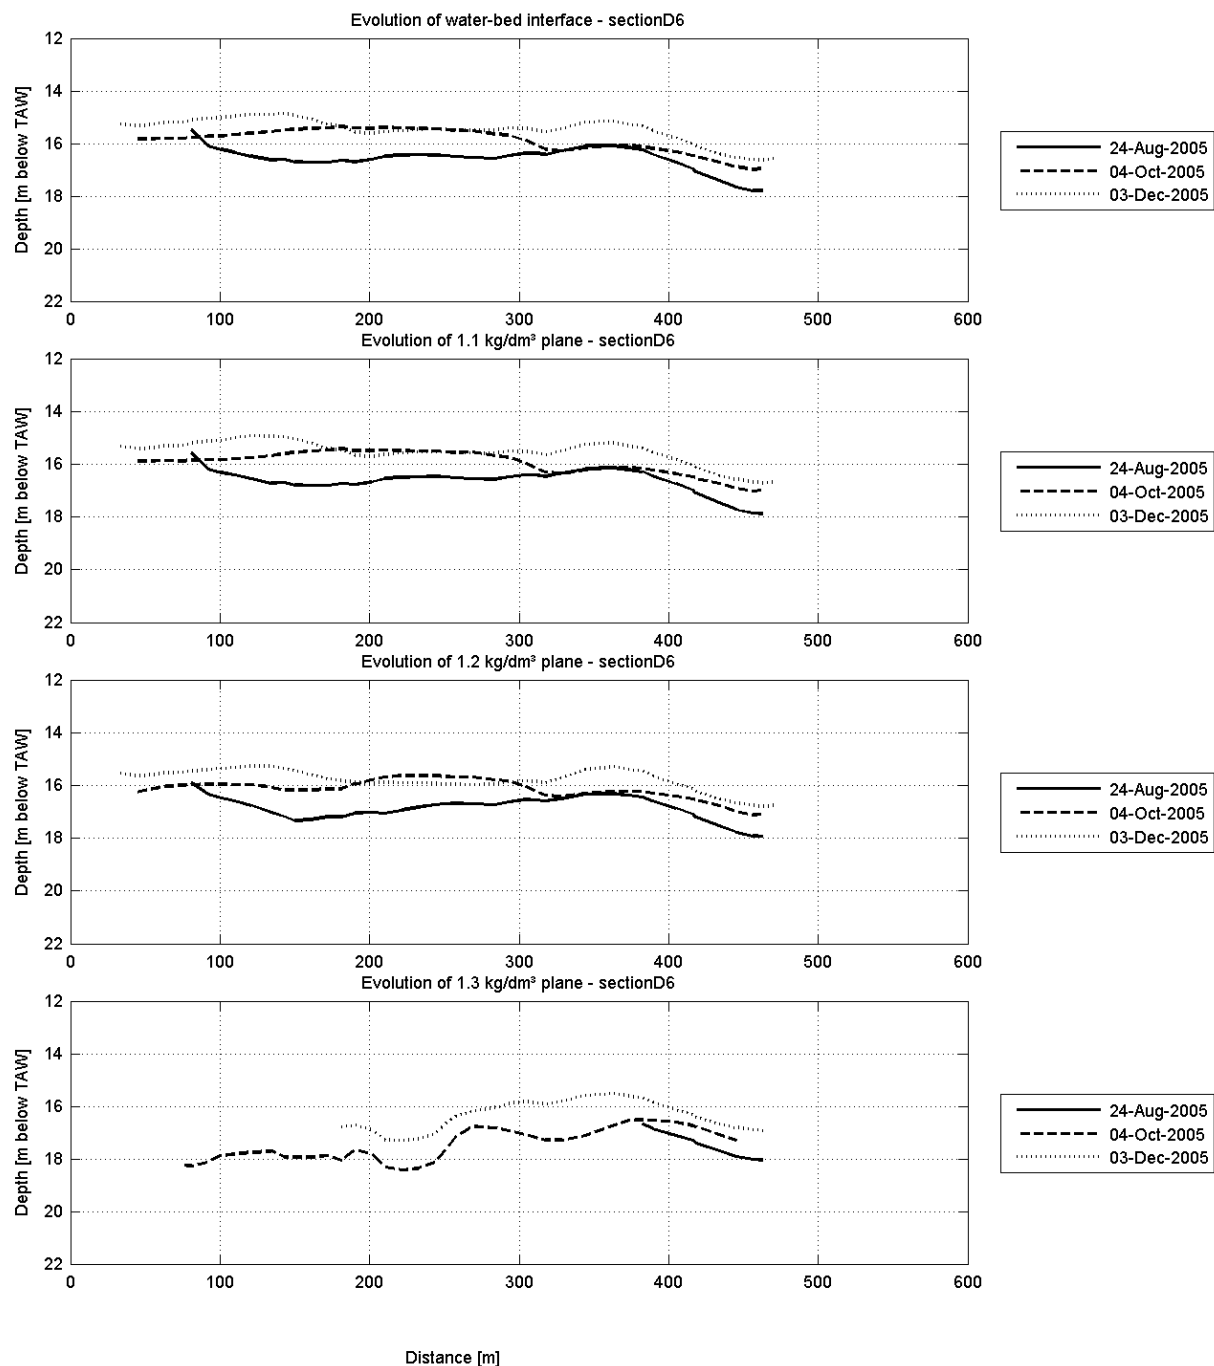 Evolution of water-bed interface - sectionD6
12
14
16
18
20
22
Depth [m below TAW]
0 100 200 300 400 500 600
24-Aug-2005
04-Oct-2005
03-Dec-2005
Evolution of 1.1 kg/dm³ plane - sectionD6
12
14
16
18
20
22
Depth [m below TAW]
0 100 200 300 400 500 600
24-Aug-2005
04-Oct-2005
03-Dec-2005
Evolution of 1.2 kg/dm³ plane - sectionD6
12
14
16
18
20
22
Depth [m below TAW]
0 100 200 300 400 500 600
24-Aug-2005
04-Oct-2005
03-Dec-2005
Evolution of 1.3 kg/dm³ plane - sectionD6
12
14
16
18
20
22
Depth [m below TAW]
0 100 200 300 400 500 600
24-Aug-2005
04-Oct-2005
03-Dec-2005
Distance [m]